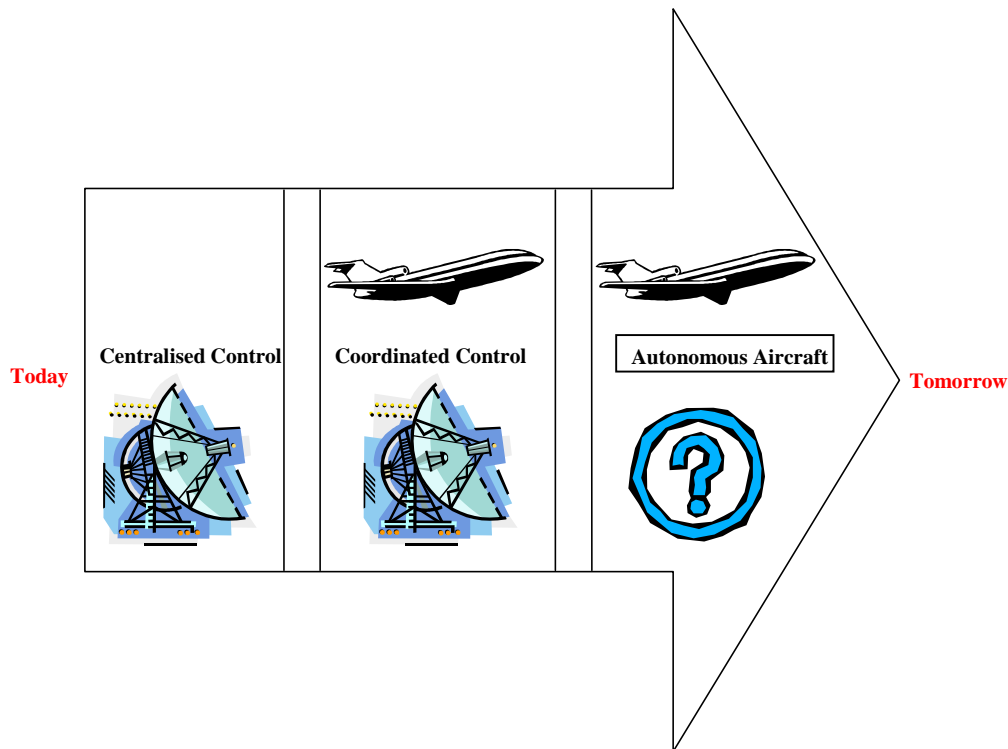 Centralised Control
Coordinated Control
Autonomous Aircraft
Today
Tomorrow
?